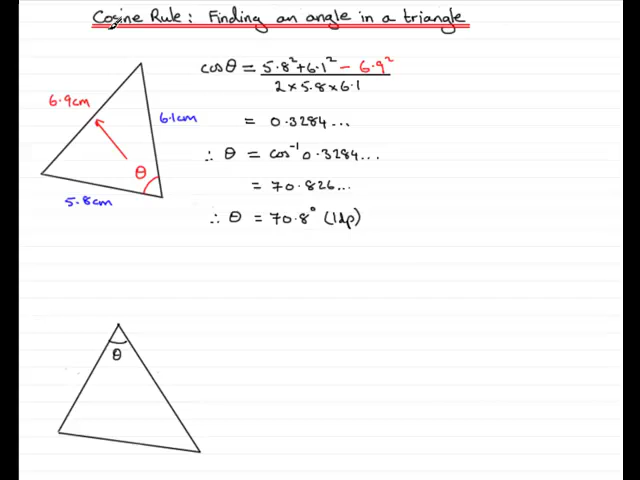 Cosine Rule: Finding an angle in a triangle
cosθ = 5.8² + 6.1² − 6.9²
2 × 5.8 × 6.1
6.9cm
6.1cm
= 0.3284...
∴ θ = cos⁻¹ 0.3284...
θ
= 70.826...
5.8cm
∴ θ = 70.8° (1dp)
θ